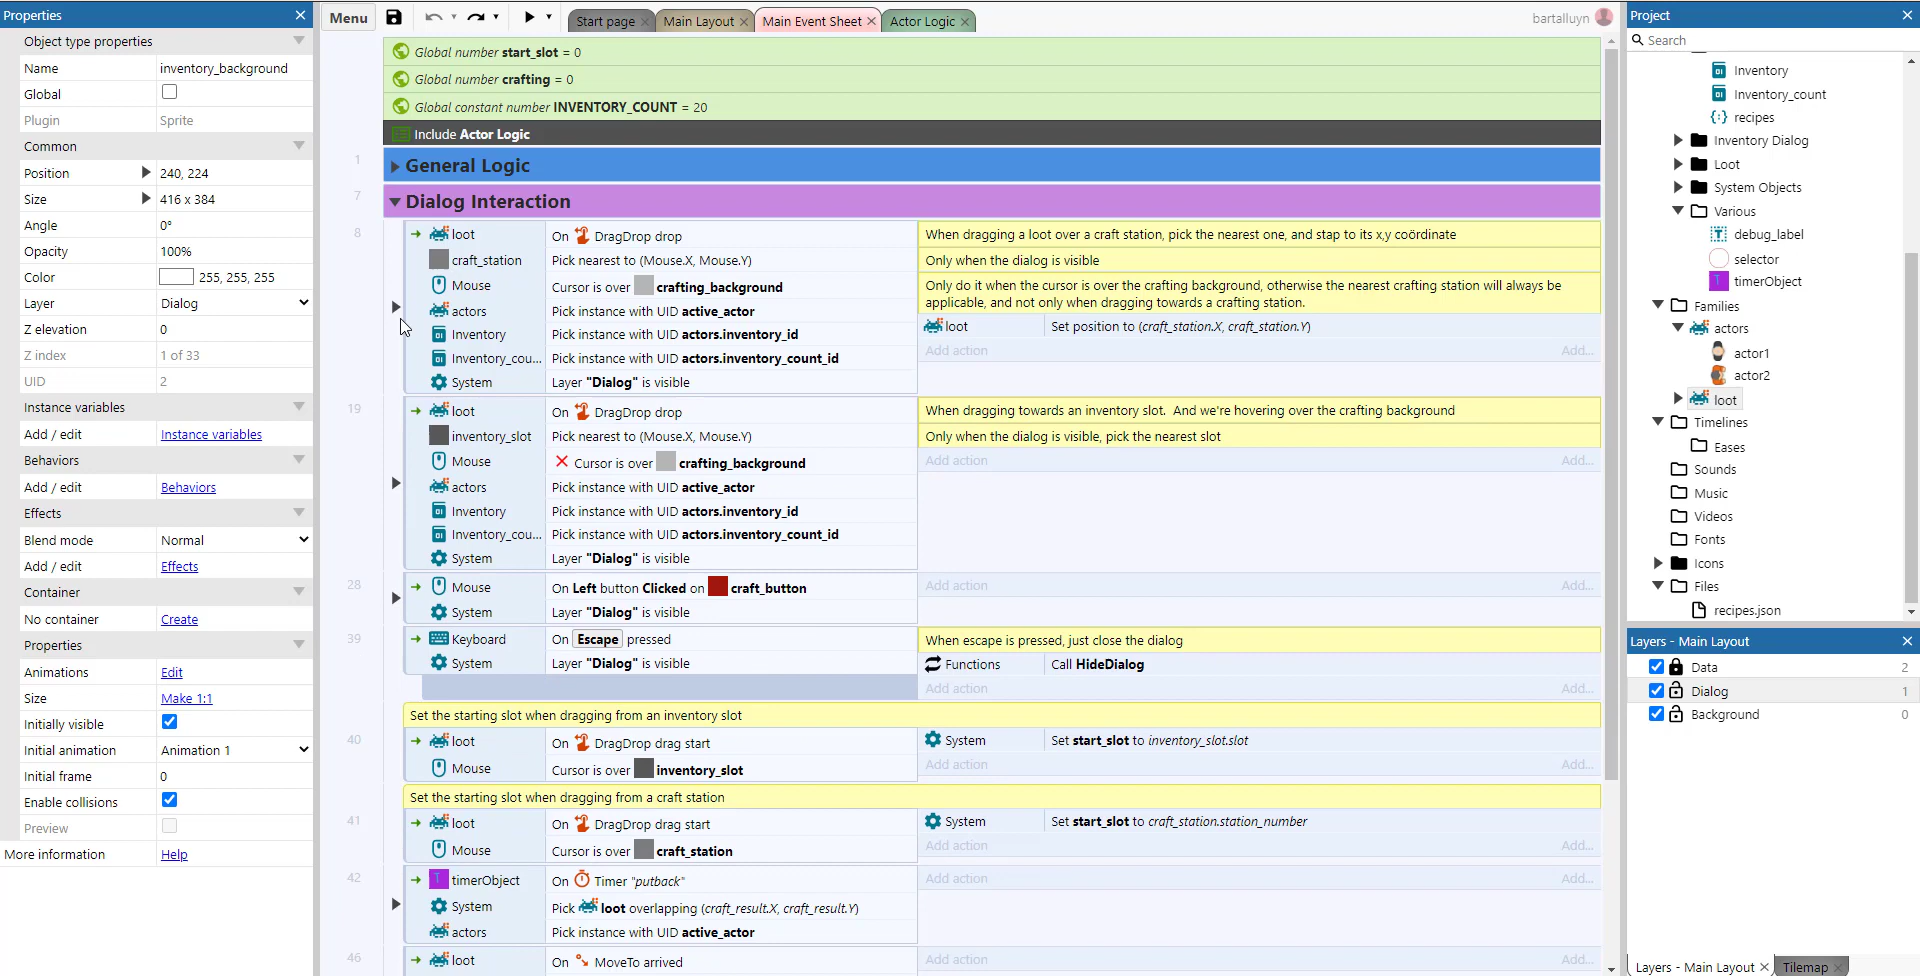 Properties
Object type properties
Name inventory_background
Global
Plugin Sprite
Common
Position 240, 224
Size 416 x 384
Angle 0°
Opacity 100%
Color 255, 255, 255
Layer Dialog
Z elevation 0
Z index 1 of 33
UID 2
Instance variables
Add / edit Instance variables
Behaviors
Add / edit Behaviors
Effects
Blend mode Normal
Add / edit Effects
Container
No container Create
Properties
Animations Edit
Size Make 1:1
Initially visible
Initial animation Animation 1
Initial frame 0
Enable collisions
Preview
More information Help
Menu
Start page
Main Layout
Main Event Sheet
Actor Logic
bartalluyn
Global number start_slot = 0
Global number crafting = 0
Global constant number INVENTORY_COUNT = 20
Include Actor Logic
1 General Logic
7 Dialog Interaction
8 loot On DragDrop drop
craft_station Pick nearest to (Mouse.X, Mouse.Y)
Mouse Cursor is over crafting_background
actors Pick instance with UID active_actor
Inventory Pick instance with UID actors.inventory_id
Inventory_cou... Pick instance with UID actors.inventory_count_id
System Layer "Dialog" is visible
When dragging a loot over a craft station, pick the nearest one, and stap to its x,y coördinate
Only when the dialog is visible
Only do it when the cursor is over the crafting background, otherwise the nearest crafting station will always be
applicable, and not only when dragging towards a crafting station.
loot Set position to (craft_station.X, craft_station.Y)
Add action Add...
19 loot On DragDrop drop
inventory_slot Pick nearest to (Mouse.X, Mouse.Y)
Mouse Cursor is over crafting_background
actors Pick instance with UID active_actor
Inventory Pick instance with UID actors.inventory_id
Inventory_cou... Pick instance with UID actors.inventory_count_id
System Layer "Dialog" is visible
When dragging towards an inventory slot. And we're hovering over the crafting background
Only when the dialog is visible, pick the nearest slot
Add action Add...
28 Mouse On Left button Clicked on craft_button
System Layer "Dialog" is visible
Add action Add...
39 Keyboard On Escape pressed
System Layer "Dialog" is visible
When escape is pressed, just close the dialog
Functions Call HideDialog
Add action Add...
Set the starting slot when dragging from an inventory slot
40 loot On DragDrop drag start
Mouse Cursor is over inventory_slot
System Set start_slot to inventory_slot.slot
Add action Add...
Set the starting slot when dragging from a craft station
41 loot On DragDrop drag start
Mouse Cursor is over craft_station
System Set start_slot to craft_station.station_number
Add action Add...
42 timerObject On Timer "putback"
System Pick loot overlapping (craft_result.X, craft_result.Y)
actors Pick instance with UID active_actor
Add action Add...
46 loot On MoveTo arrived
Add action Add...
Project
Search
Inventory
Inventory_count
recipes
Inventory Dialog
Loot
System Objects
Various
debug_label
selector
timerObject
Families
actors
actor1
actor2
loot
Timelines
Eases
Sounds
Music
Videos
Fonts
Icons
Files
recipes.json
Layers - Main Layout
Data 2
Dialog 1
Background 0
Layers - Main Layout
Tilemap